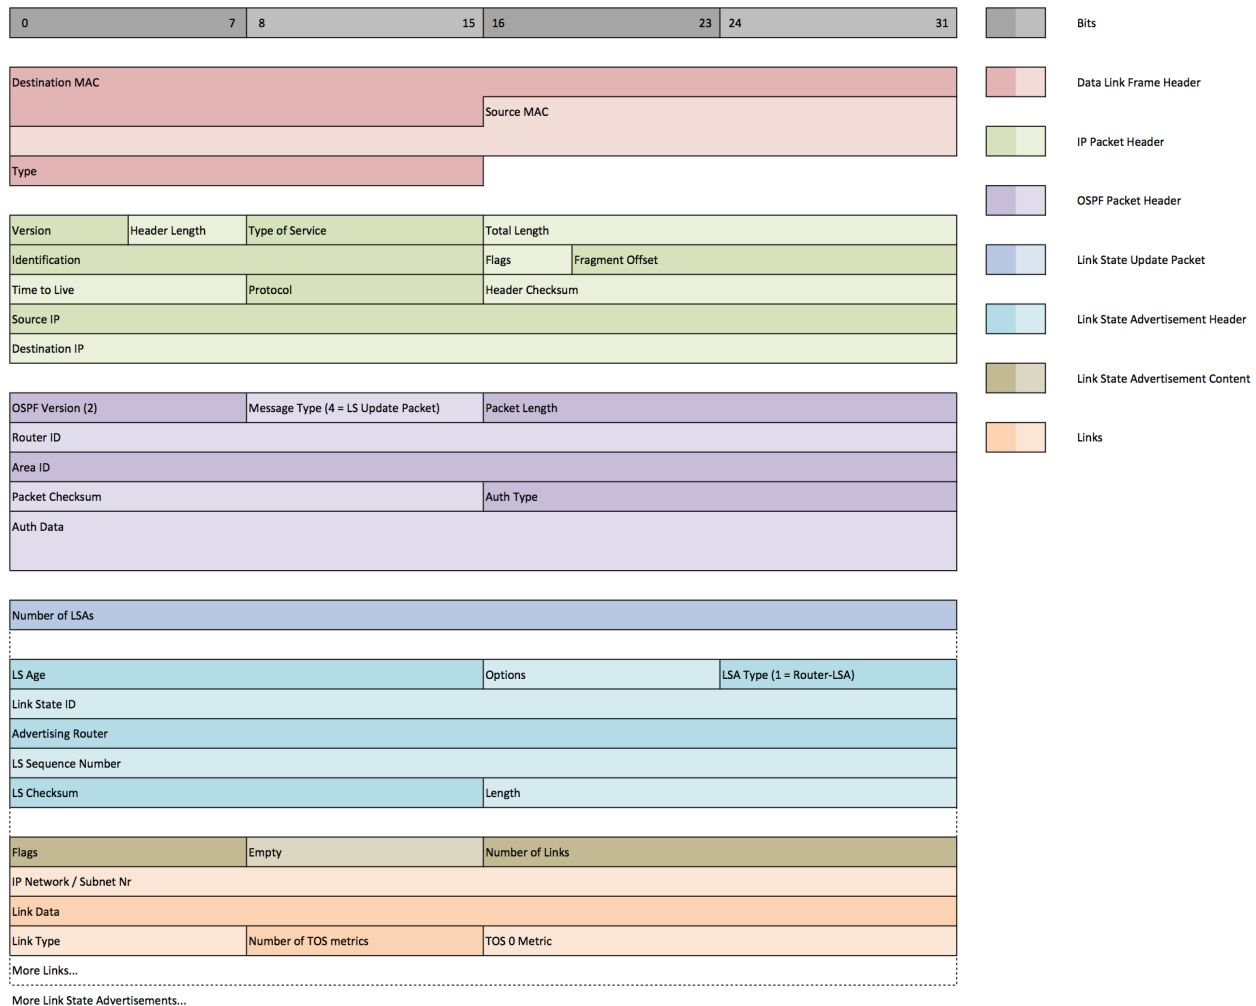 0 7 8 15 16 23 24 31 Bits
Destination MAC Data Link Frame Header
Source MAC
IP Packet Header
Type
OSPF Packet Header
Version Header Length Type of Service Total Length
Identification Flags Fragment Offset Link State Update Packet
Time to Live Protocol Header Checksum
Source IP Link State Advertisement Header
Destination IP
Link State Advertisement Content
OSPF Version (2) Message Type (4 = LS Update Packet) Packet Length
Router ID Links
Area ID
Packet Checksum Auth Type
Auth Data
Number of LSAs
LS Age Options LSA Type (1 = Router-LSA)
Link State ID
Advertising Router
LS Sequence Number
LS Checksum Length
Flags Empty Number of Links
IP Network / Subnet Nr
Link Data
Link Type Number of TOS metrics TOS 0 Metric
More Links...
More Link State Advertisements...